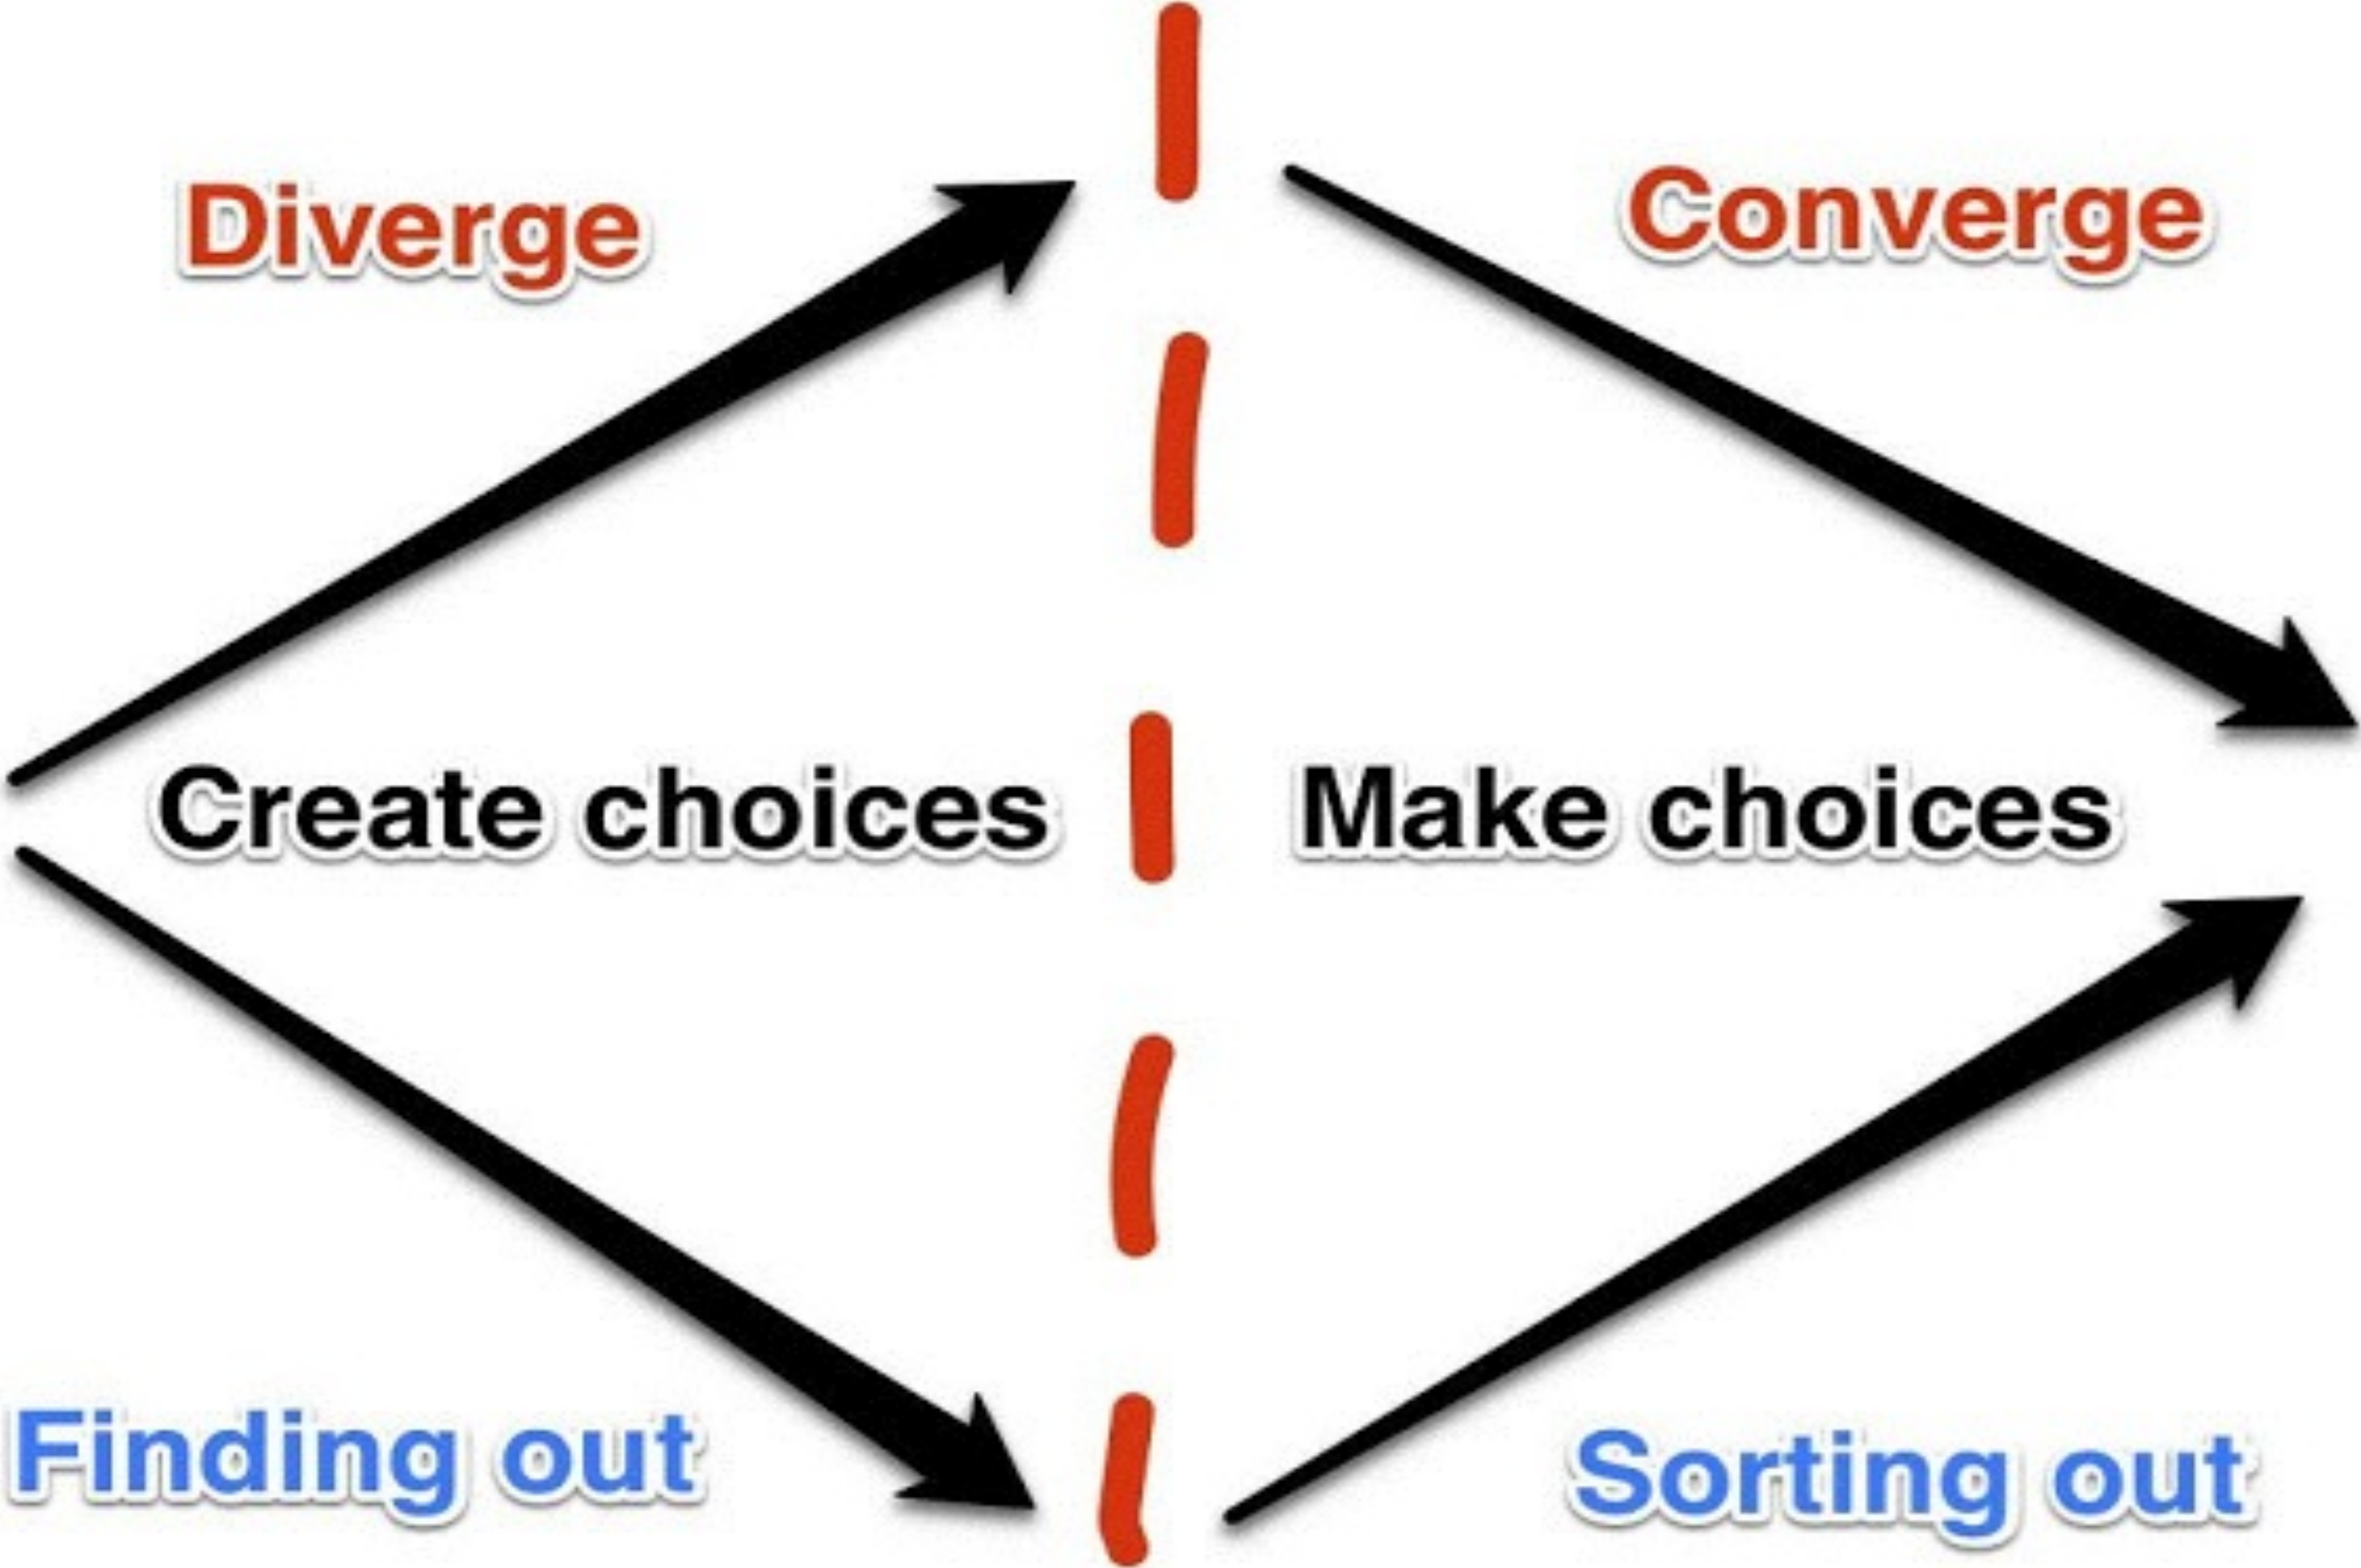 Diverge
Converge
Create choices
Make choices
Finding out
Sorting out